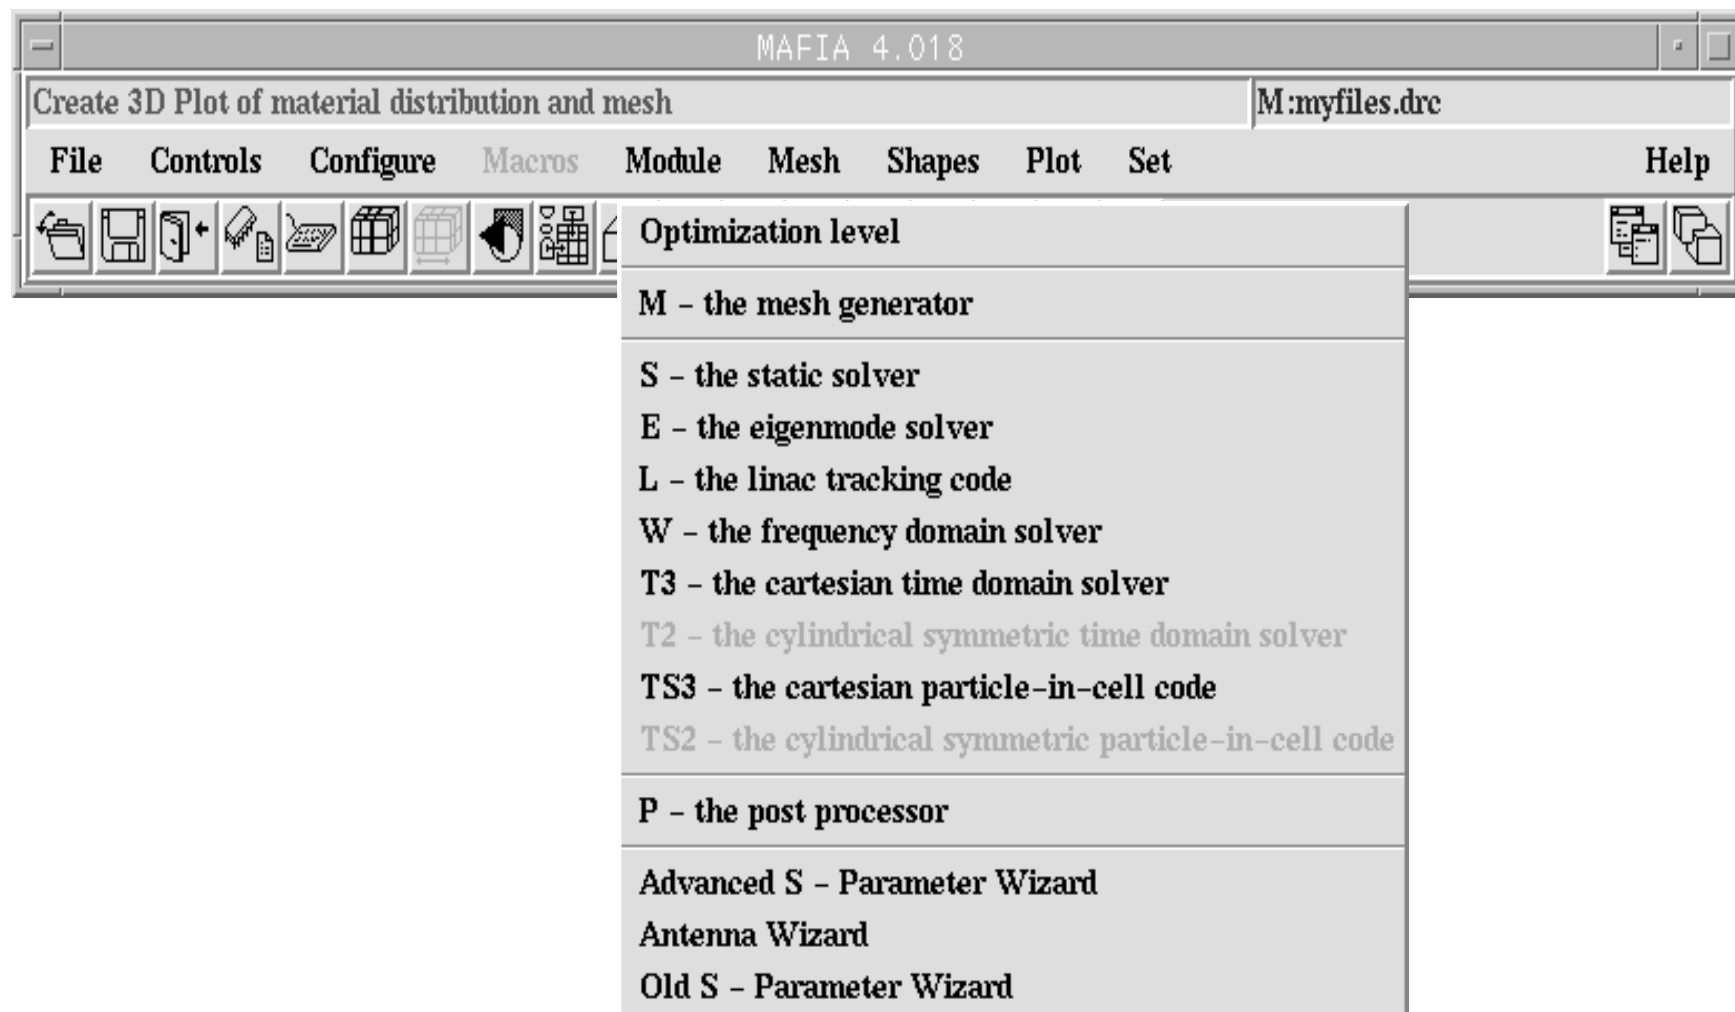 MAFIA 4.018
Create 3D Plot of material distribution and mesh M:myfiles.drc
File Controls Configure Macros Module Mesh Shapes Plot Set Help
Optimization level
M - the mesh generator
S - the static solver
E - the eigenmode solver
L - the linac tracking code
W - the frequency domain solver
T3 - the cartesian time domain solver
T2 - the cylindrical symmetric time domain solver
TS3 - the cartesian particle-in-cell code
TS2 - the cylindrical symmetric particle-in-cell code
P - the post processor
Advanced S - Parameter Wizard
Antenna Wizard
Old S - Parameter Wizard